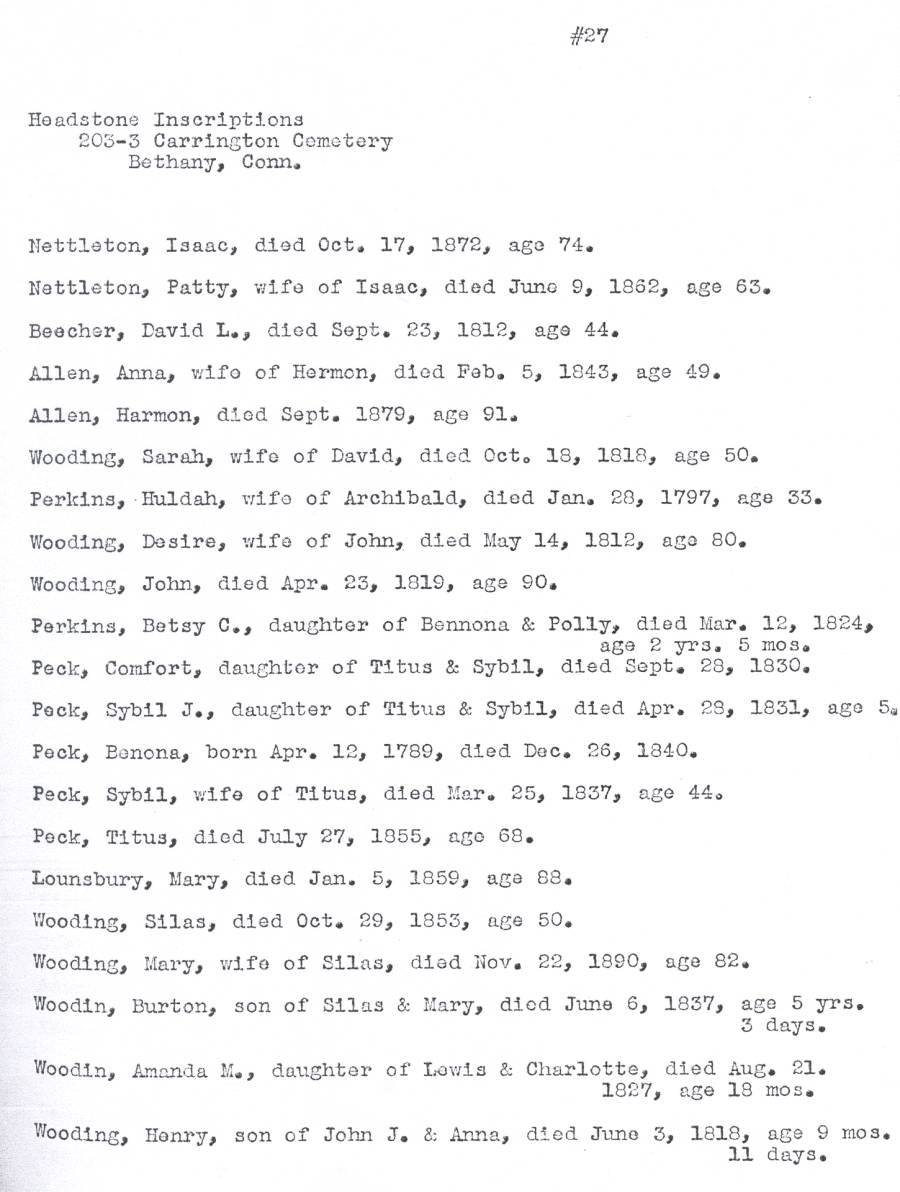 #27
Headstone Inscriptions
203-3 Carrington Cemetery
Bethany, Conn.
Nettleton, Isaac, died Oct. 17, 1872, age 74.
Nettleton, Patty, wife of Isaac, died June 9, 1862, age 63.
Beecher, David L., died Sept. 23, 1812, age 44.
Allen, Anna, wife of Hermon, died Feb. 5, 1843, age 49.
Allen, Harmon, died Sept. 1879, age 91.
Wooding, Sarah, wife of David, died Oct. 18, 1818, age 50.
Perkins, Huldah, wife of Archibald, died Jan. 28, 1797, age 33.
Wooding, Desire, wife of John, died May 14, 1812, age 80.
Wooding, John, died Apr. 23, 1819, age 90.
Perkins, Betsy C., daughter of Bennona & Polly, died Mar. 12, 1824,
age 2 yrs. 5 mos.
Peck, Comfort, daughter of Titus & Sybil, died Sept. 28, 1830.
Peck, Sybil J., daughter of Titus & Sybil, died Apr. 28, 1831, age 5.
Peck, Benona, born Apr. 12, 1789, died Dec. 26, 1840.
Peck, Sybil, wife of Titus, died Mar. 25, 1837, age 44.
Peck, Titus, died July 27, 1855, age 68.
Lounsbury, Mary, died Jan. 5, 1859, age 88.
Wooding, Silas, died Oct. 29, 1853, age 50.
Wooding, Mary, wife of Silas, died Nov. 22, 1890, age 82.
Woodin, Burton, son of Silas & Mary, died June 6, 1837, age 5 yrs.
3 days.
Woodin, Amanda M., daughter of Lewis & Charlotte, died Aug. 21.
1827, age 18 mos.
Wooding, Henry, son of John J. & Anna, died June 3, 1818, age 9 mos.
11 days.